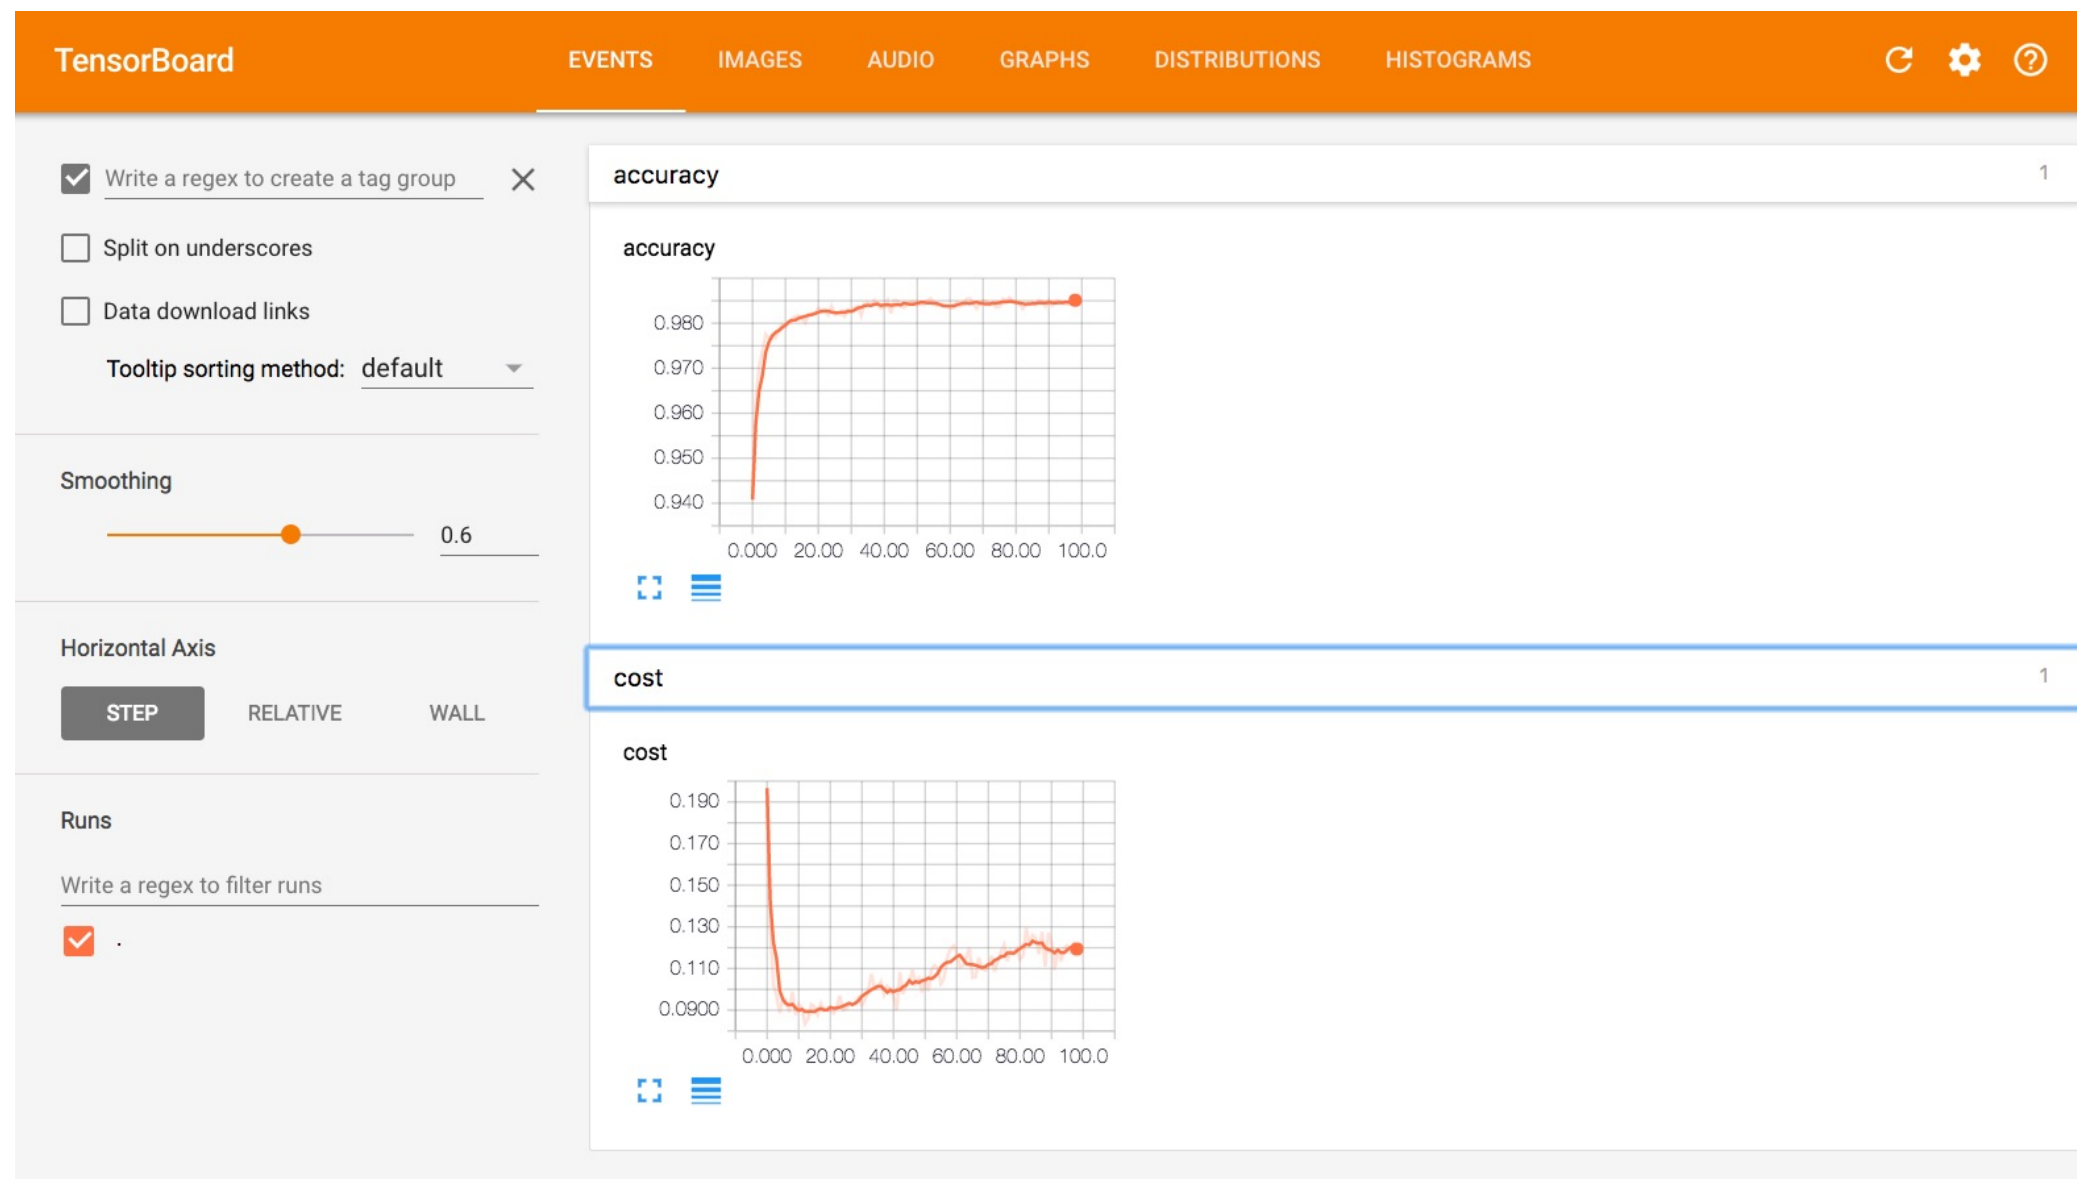 TensorBoard EVENTS IMAGES AUDIO GRAPHS DISTRIBUTIONS HISTOGRAMS
Write a regex to create a tag group
Split on underscores
Data download links
Tooltip sorting method: default
Smoothing
0.6
Horizontal Axis
STEP RELATIVE WALL
Runs
Write a regex to filter runs
.
accuracy 1
accuracy
0.980
0.970
0.960
0.950
0.940
0.000 20.00 40.00 60.00 80.00 100.0
cost 1
cost
0.190
0.170
0.150
0.130
0.110
0.0900
0.000 20.00 40.00 60.00 80.00 100.0